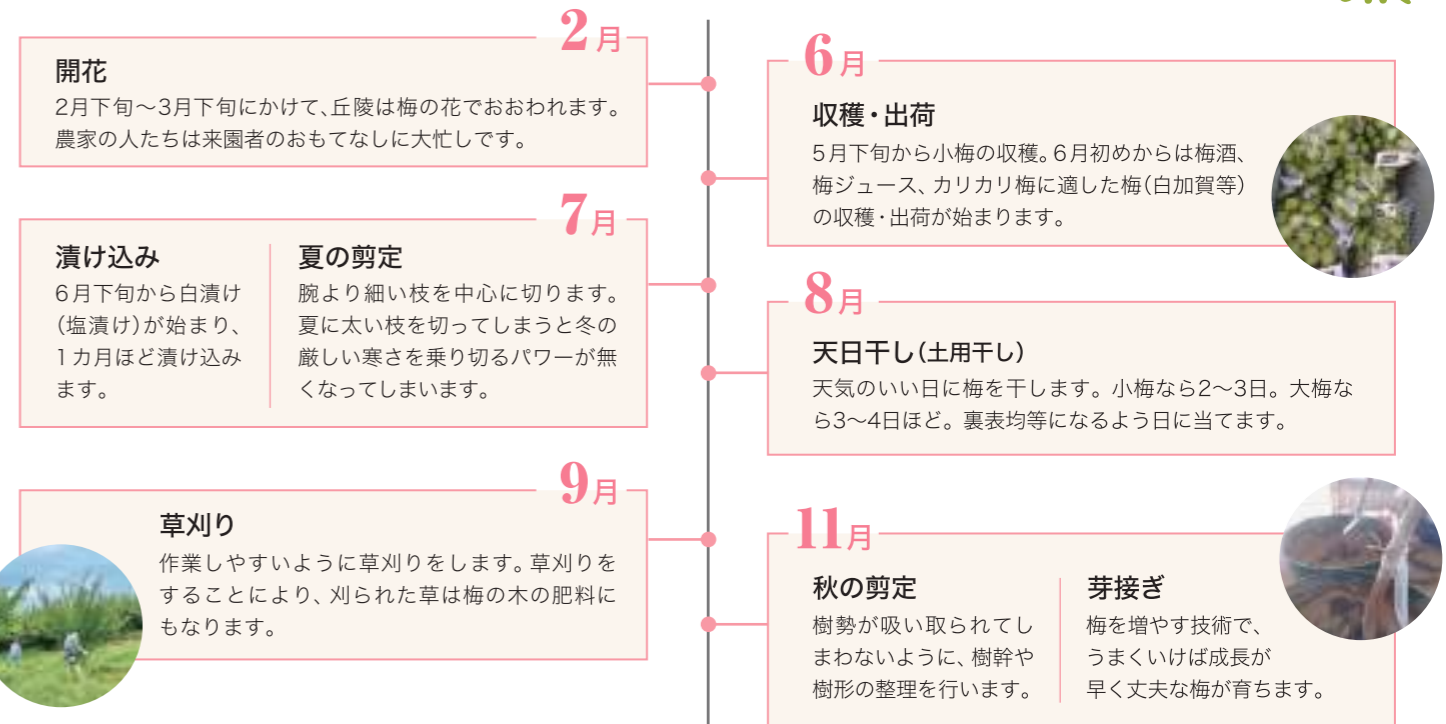 2月
開花
2月下旬〜3月下旬にかけて、丘陵は梅の花でおおわれます。
農家の人たちは来園者のおもてなしに大忙しです。
6月
収穫・出荷
5月下旬から小梅の収穫。6月初めからは梅酒、
梅ジュース、カリカリ梅に適した梅(白加賀等)
の収穫・出荷が始まります。
7月
漬け込み
6月下旬から白漬け
(塩漬け)が始まり、
1カ月ほど漬け込み
ます。
夏の剪定
腕より細い枝を中心に切ります。
夏に太い枝を切ってしまうと冬の
厳しい寒さを乗り切るパワーが無
くなってしまいます。
8月
天日干し(土用干し)
天気のいい日に梅を干します。小梅なら2〜3日。大梅な
ら3〜4日ほど。裏表均等になるよう日に当てます。
9月
草刈り
作業しやすいように草刈りをします。草刈りを
することにより、刈られた草は梅の木の肥料に
もなります。
11月
秋の剪定
樹勢が吸い取られてし
まわないように、樹幹や
樹形の整理を行います。
芽接ぎ
梅を増やす技術で、
うまくいけば成長が
早く丈夫な梅が育ちます。